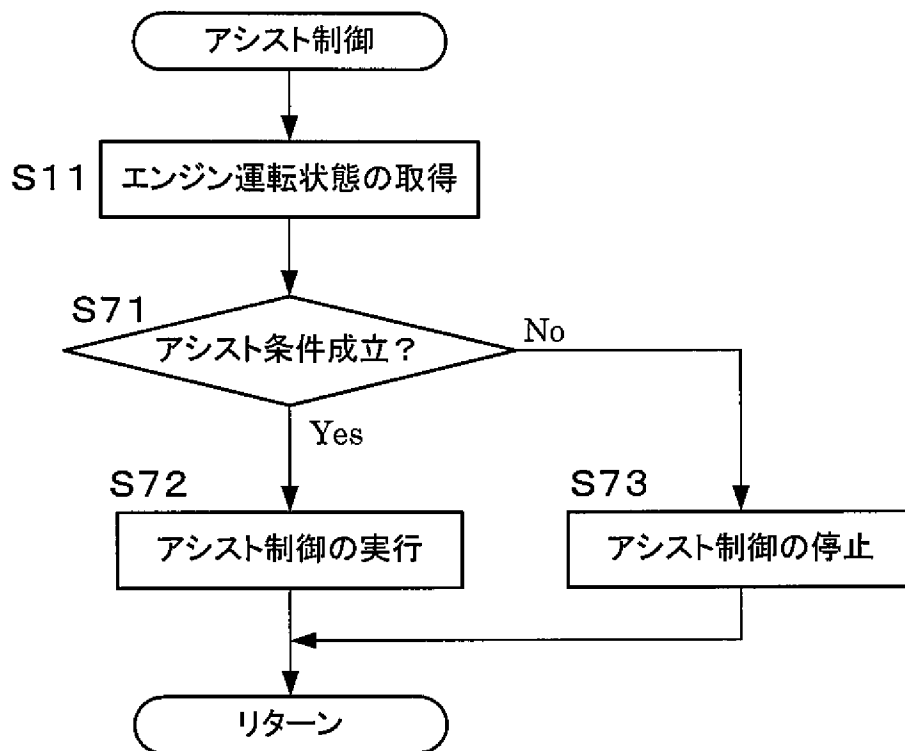 アシスト制御
S11
エンジン運転状態の取得
S71
アシスト条件成立?
No
Yes
S72
アシスト制御の実行
S73
アシスト制御の停止
リターン